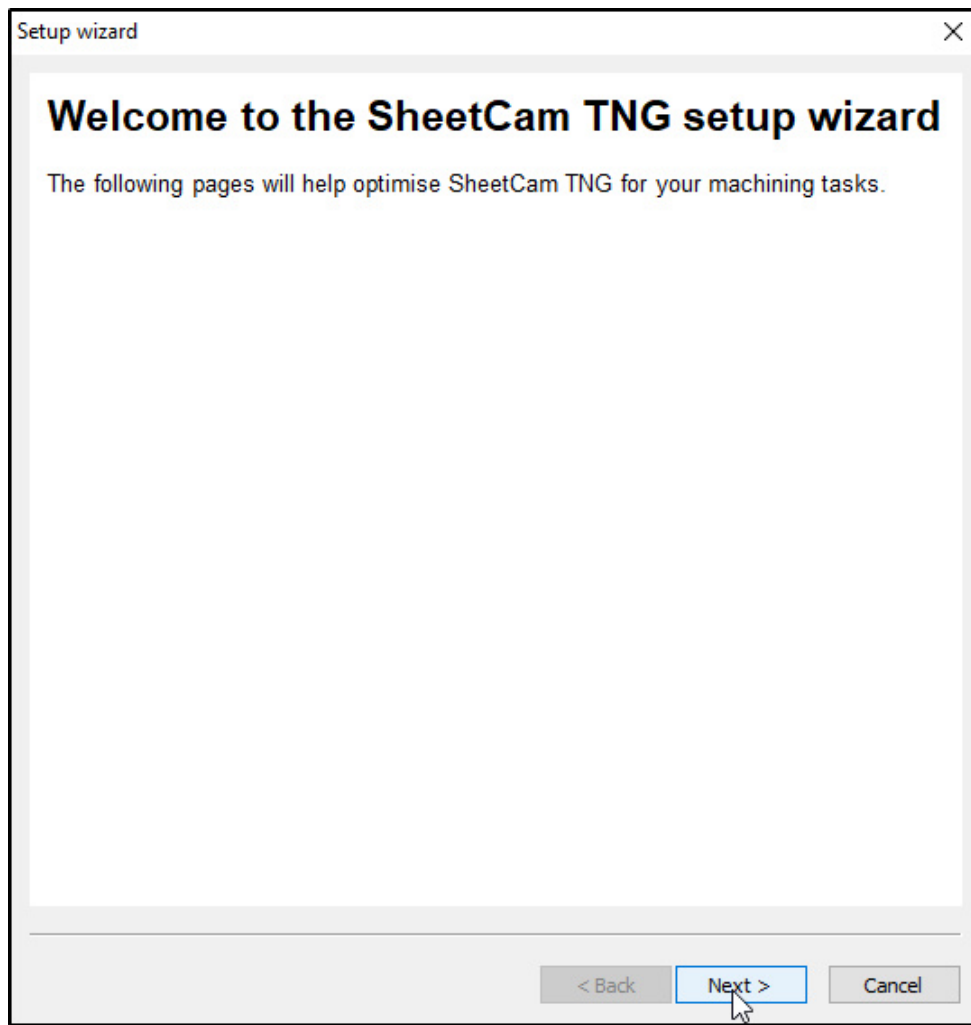 Setup wizard
Welcome to the SheetCam TNG setup wizard
The following pages will help optimise SheetCam TNG for your machining tasks.
< Back Next > Cancel